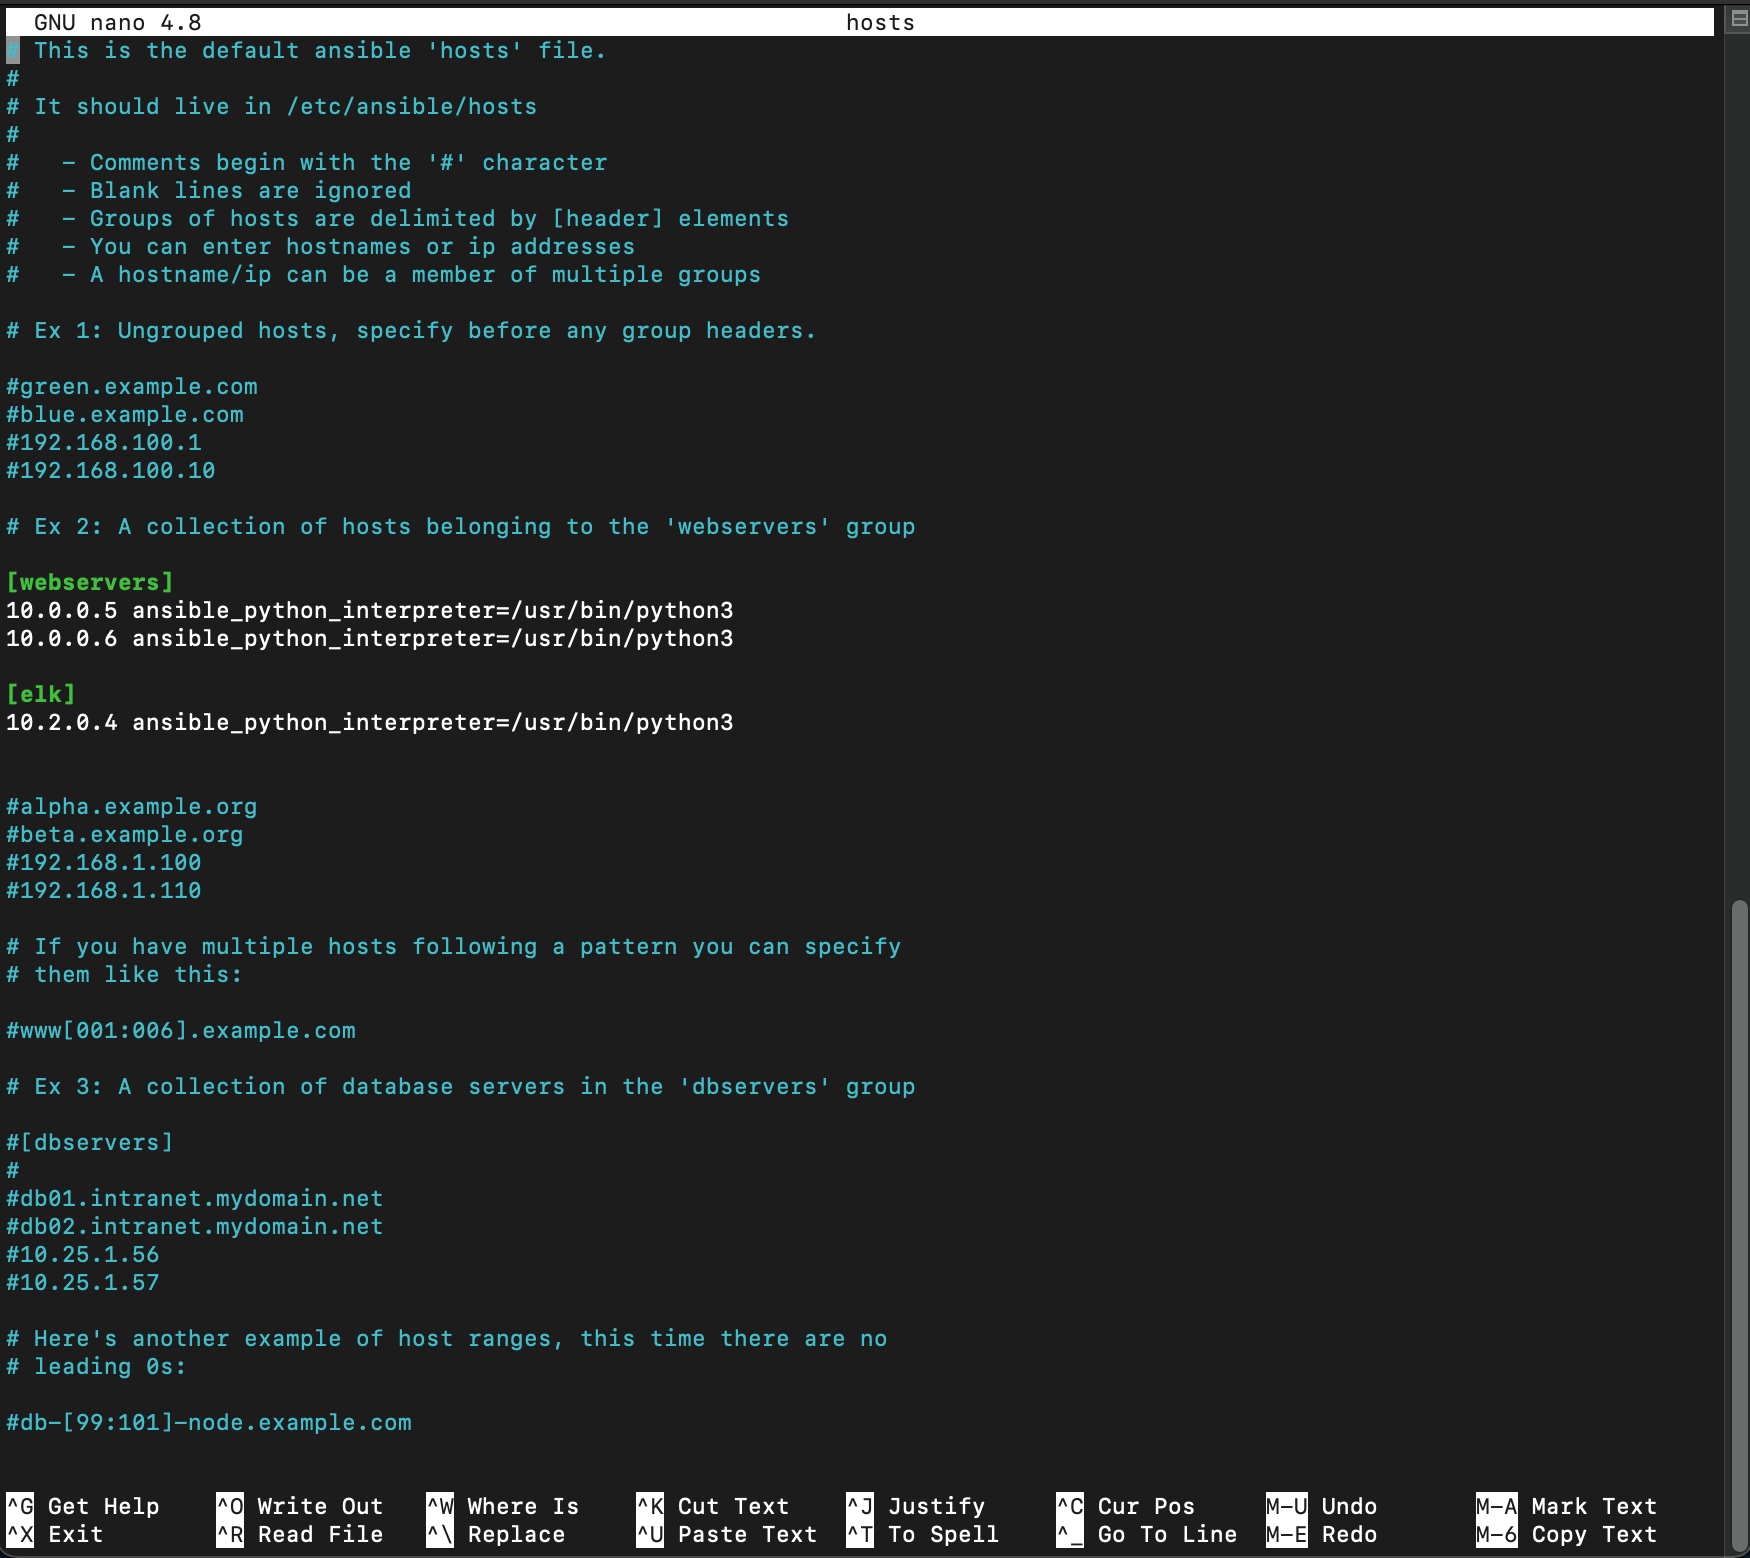 GNU nano 4.8 hosts
# This is the default ansible 'hosts' file.
#
# It should live in /etc/ansible/hosts
#
#   - Comments begin with the '#' character
#   - Blank lines are ignored
#   - Groups of hosts are delimited by [header] elements
#   - You can enter hostnames or ip addresses
#   - A hostname/ip can be a member of multiple groups
# Ex 1: Ungrouped hosts, specify before any group headers.
#green.example.com
#blue.example.com
#192.168.100.1
#192.168.100.10
# Ex 2: A collection of hosts belonging to the 'webservers' group
[webservers]
10.0.0.5 ansible_python_interpreter=/usr/bin/python3
10.0.0.6 ansible_python_interpreter=/usr/bin/python3
[elk]
10.2.0.4 ansible_python_interpreter=/usr/bin/python3
#alpha.example.org
#beta.example.org
#192.168.1.100
#192.168.1.110
# If you have multiple hosts following a pattern you can specify
# them like this:
#www[001:006].example.com
# Ex 3: A collection of database servers in the 'dbservers' group
#[dbservers]
#
#db01.intranet.mydomain.net
#db02.intranet.mydomain.net
#10.25.1.56
#10.25.1.57
# Here's another example of host ranges, this time there are no
# leading 0s:
#db-[99:101]-node.example.com
^G Get Help ^O Write Out ^W Where Is ^K Cut Text ^J Justify ^C Cur Pos M-U Undo M-A Mark Text
^X Exit ^R Read File ^\ Replace ^U Paste Text ^T To Spell ^_ Go To Line M-E Redo M-6 Copy Text